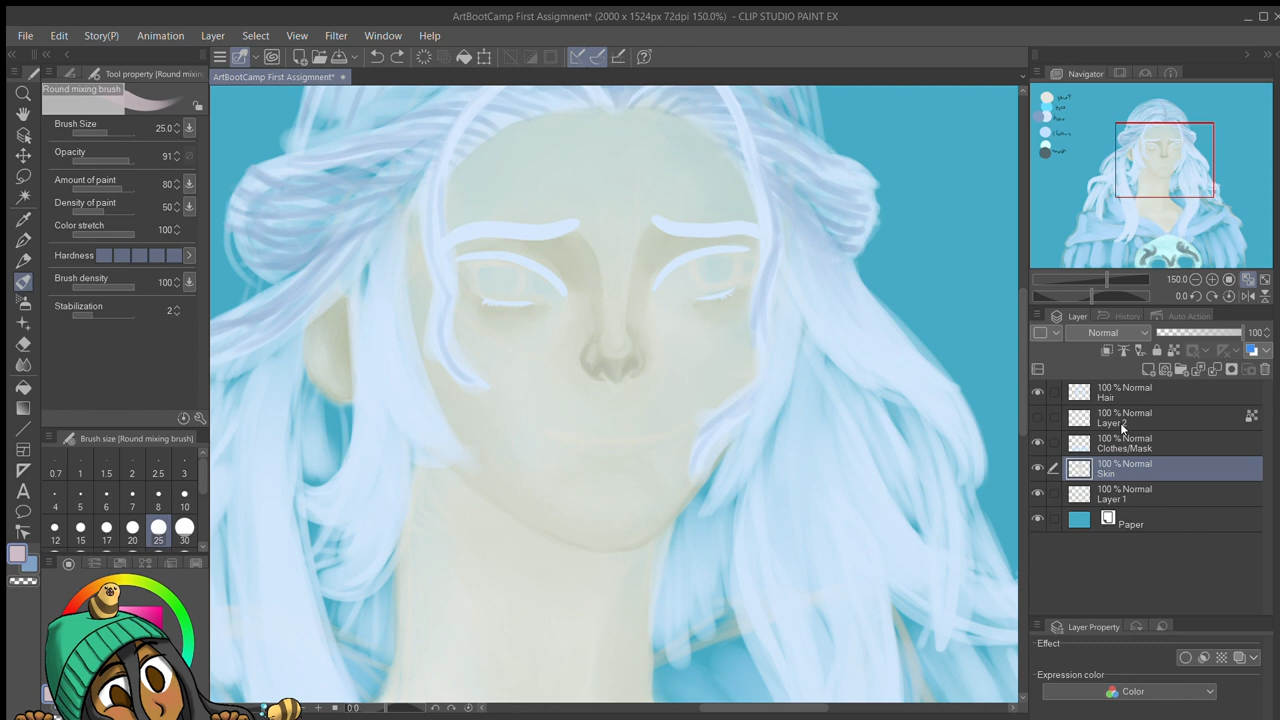 ArtBootCamp First Assignment* (2000 x 1524px 72dpi 150.0%) - CLIP STUDIO PAINT EX
File Edit Story(P) Animation Layer Select View Filter Window Help
Tool property [Round mixin
ArtBootCamp First Assignment*
Navigator
Round mixing brush
Brush Size 25.0
Opacity 91
Amount of paint 80
Density of paint 50
Color stretch 100
Hardness
Brush density 100
Stabilization 2
150.0
0.0
Layer History Auto Action
Normal 100
100 % Normal
Hair
100 % Normal
Layer 2
100 % Normal
Clothes/Mask
100 % Normal
Skin
100 % Normal
Layer 1
Paper
Brush size [Round mixing brush]
0.7 1 1.5 2 2.5 3
4 5 6 7 8 10
12 15 17 20 25 30
Layer Property
Effect
Expression color
Color
0.0